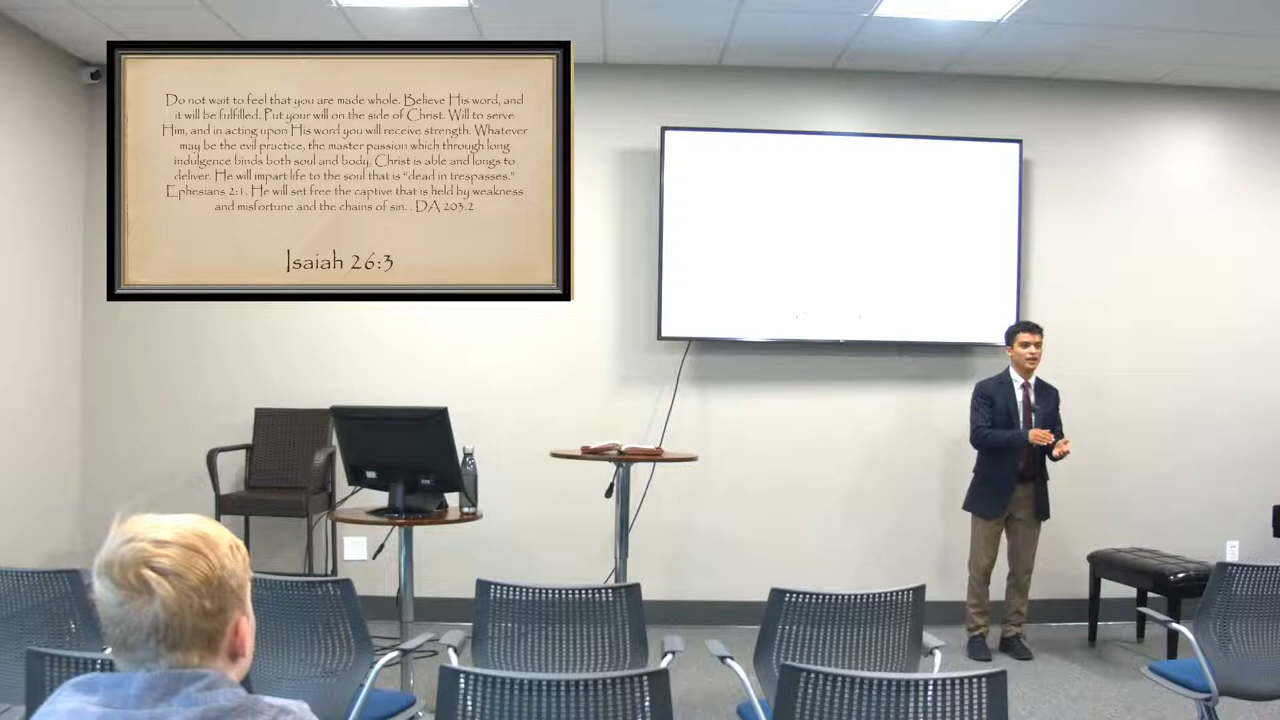 Do not wait to feel that you are made whole. Believe His word, and
it will be fulfilled. Put your will on the side of Christ. Will to serve
Him, and in acting upon His word you will receive strength. Whatever
may be the evil practice, the master passion which through long
indulgence binds both soul and body, Christ is able and longs to
deliver. He will impart life to the soul that is “dead in trespasses.”
Ephesians 2:1. He will set free the captive that is held by weakness
and misfortune and the chains of sin. . DA 203.2
Isaiah 26:3